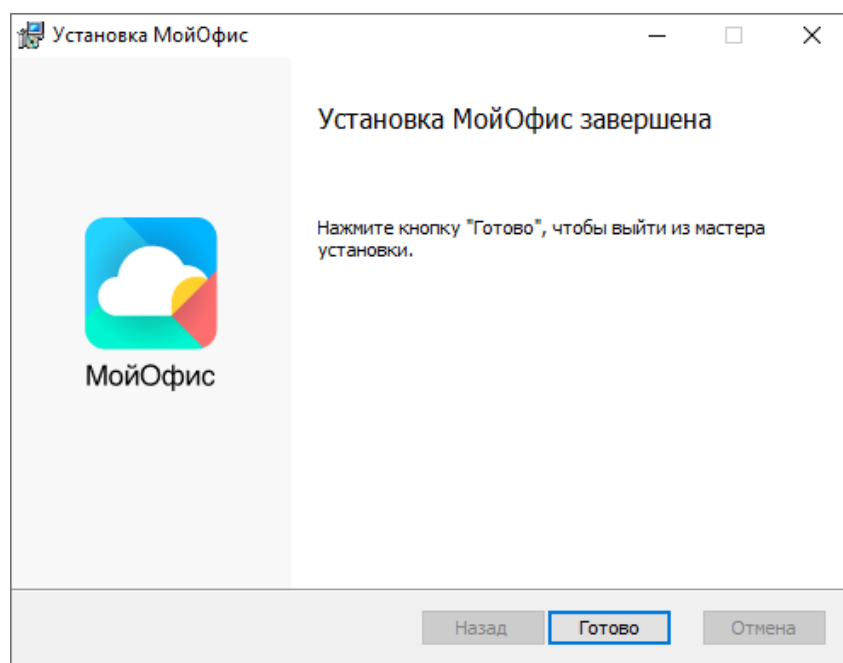 Установка МойОфис
Установка МойОфис завершена
Нажмите кнопку "Готово", чтобы выйти из мастера
установки.
МойОфис
Назад
Готово
Отмена